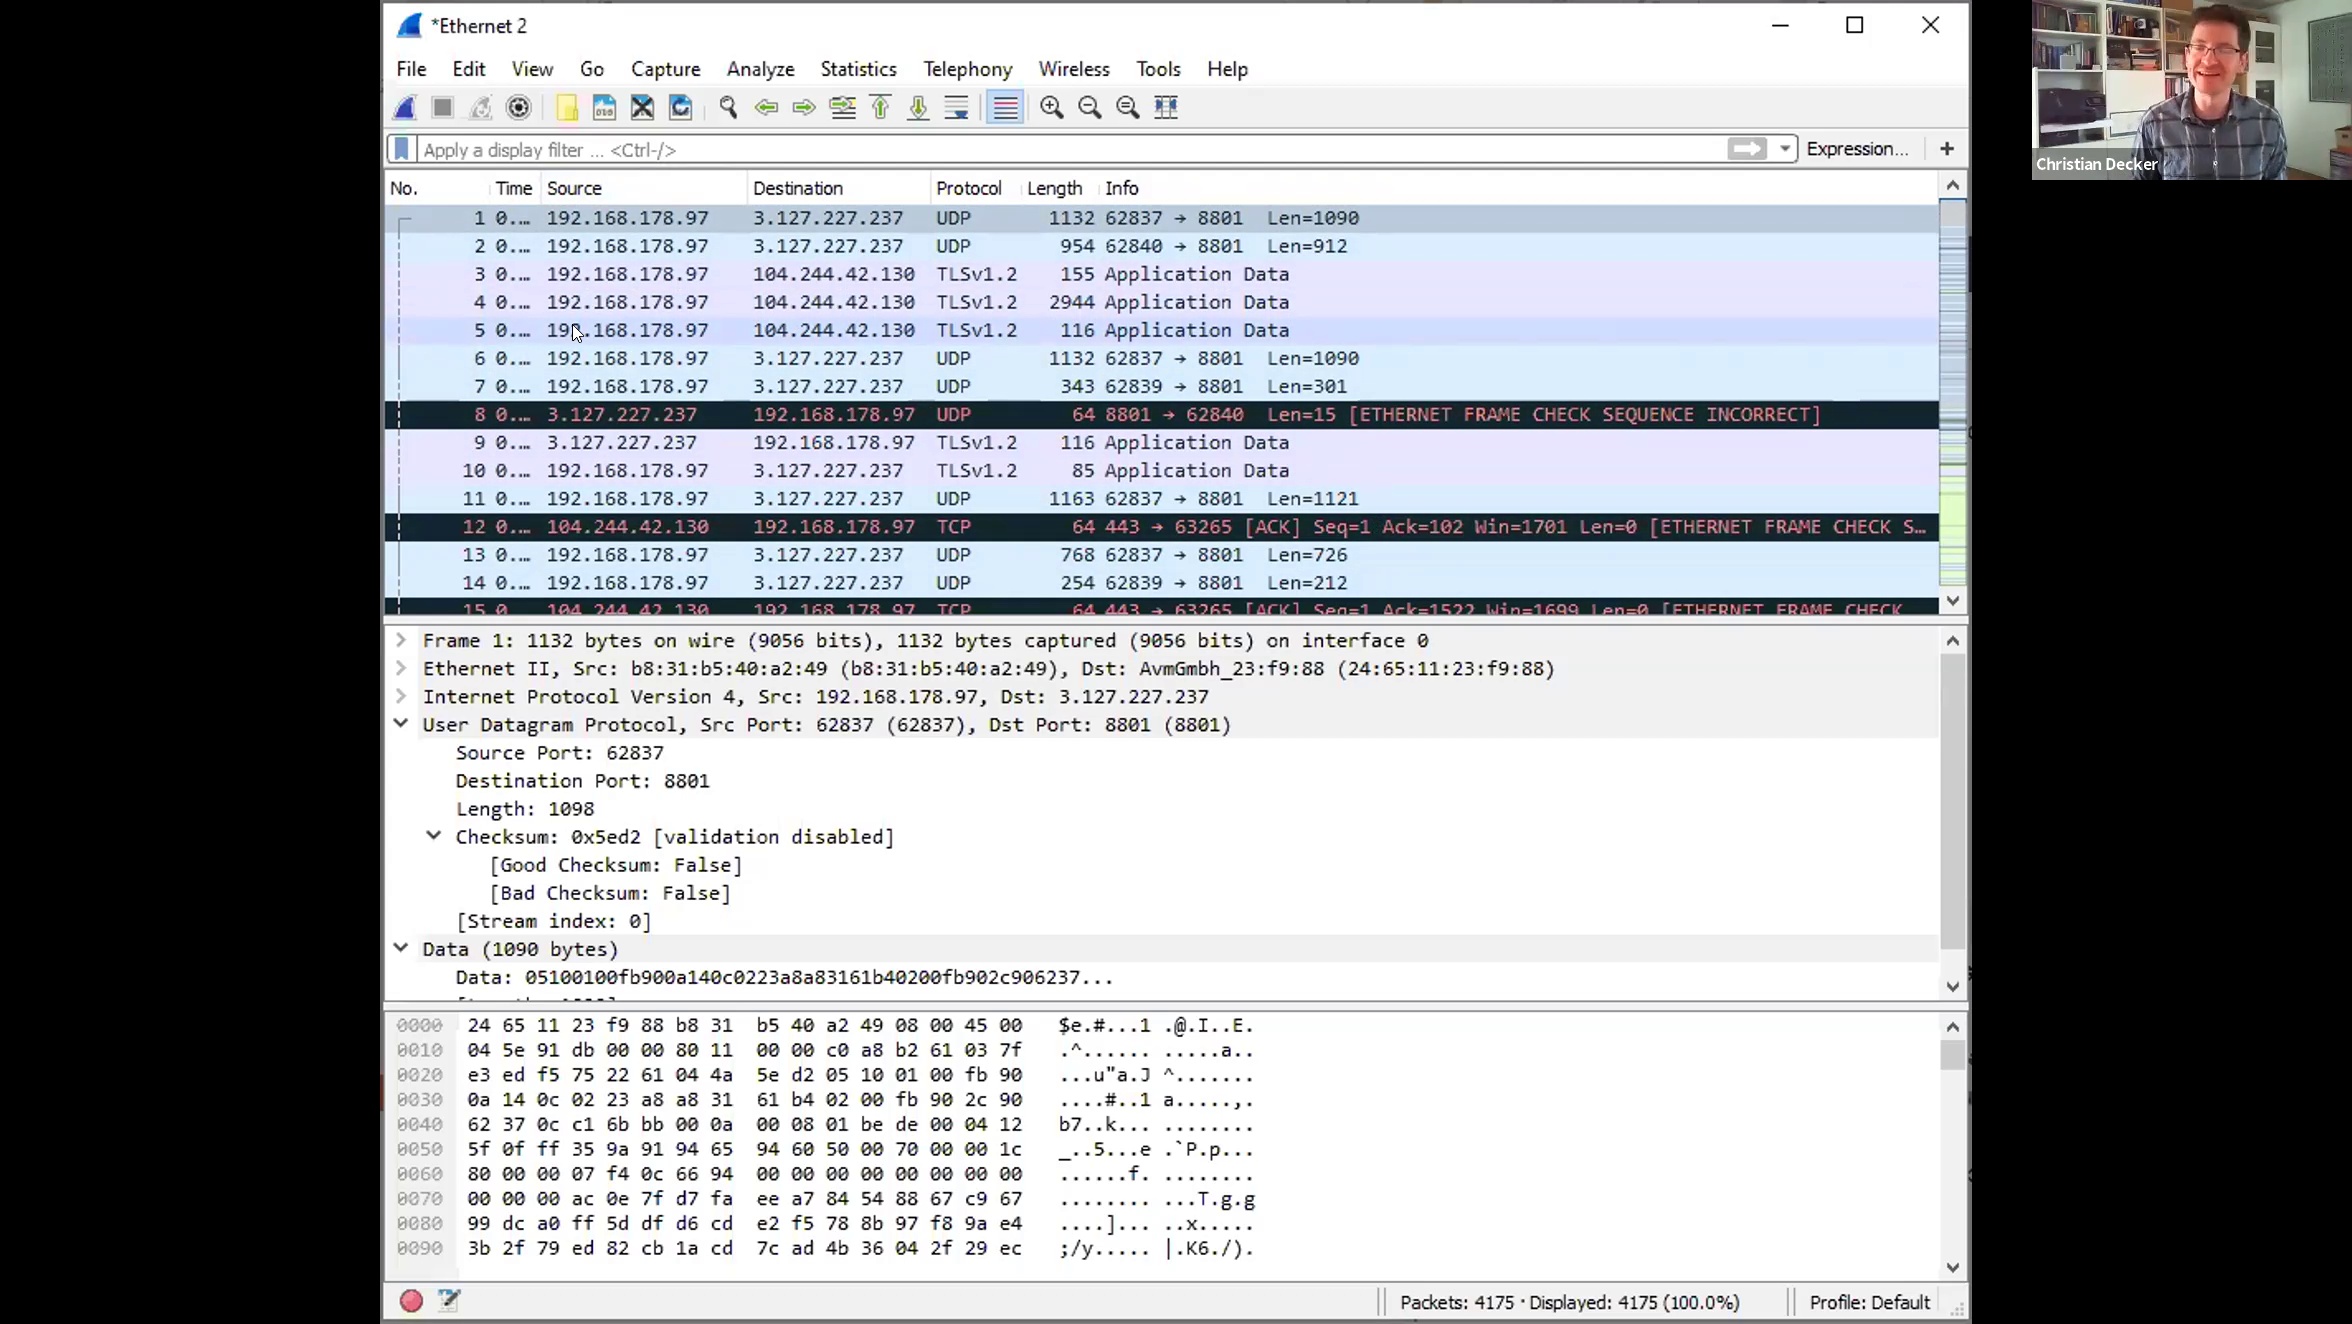 *Ethernet 2
File Edit View Go Capture Analyze Statistics Telephony Wireless Tools Help
Apply a display filter ... <Ctrl-/> Expression... +
No. Time Source Destination Protocol Length Info
1 0.… 192.168.178.97 3.127.227.237 UDP 1132 62837 → 8801 Len=1090
2 0.… 192.168.178.97 3.127.227.237 UDP 954 62840 → 8801 Len=912
3 0.… 192.168.178.97 104.244.42.130 TLSv1.2 155 Application Data
4 0.… 192.168.178.97 104.244.42.130 TLSv1.2 2944 Application Data
5 0.… 192.168.178.97 104.244.42.130 TLSv1.2 116 Application Data
6 0.… 192.168.178.97 3.127.227.237 UDP 1132 62837 → 8801 Len=1090
7 0.… 192.168.178.97 3.127.227.237 UDP 343 62839 → 8801 Len=301
8 0.… 3.127.227.237 192.168.178.97 UDP 64 8801 → 62840 Len=15 [ETHERNET FRAME CHECK SEQUENCE INCORRECT]
9 0.… 3.127.227.237 192.168.178.97 TLSv1.2 116 Application Data
10 0.… 192.168.178.97 3.127.227.237 TLSv1.2 85 Application Data
11 0.… 192.168.178.97 3.127.227.237 UDP 1163 62837 → 8801 Len=1121
12 0.… 104.244.42.130 192.168.178.97 TCP 64 443 → 63265 [ACK] Seq=1 Ack=102 Win=1701 Len=0 [ETHERNET FRAME CHECK S…
13 0.… 192.168.178.97 3.127.227.237 UDP 768 62837 → 8801 Len=726
14 0.… 192.168.178.97 3.127.227.237 UDP 254 62839 → 8801 Len=212
15 0 104.244.42.130 192.168.178.97 TCP 64 443 → 63265 [ACK] Seq=1 Ack=1522 Win=1699 Len=0 [ETHERNET FRAME CHECK
Frame 1: 1132 bytes on wire (9056 bits), 1132 bytes captured (9056 bits) on interface 0
Ethernet II, Src: b8:31:b5:40:a2:49 (b8:31:b5:40:a2:49), Dst: AvmGmbh_23:f9:88 (24:65:11:23:f9:88)
Internet Protocol Version 4, Src: 192.168.178.97, Dst: 3.127.227.237
User Datagram Protocol, Src Port: 62837 (62837), Dst Port: 8801 (8801)
Source Port: 62837
Destination Port: 8801
Length: 1098
Checksum: 0x5ed2 [validation disabled]
[Good Checksum: False]
[Bad Checksum: False]
[Stream index: 0]
Data (1090 bytes)
Data: 05100100fb900a140c0223a8a83161b40200fb902c906237...
0000 24 65 11 23 f9 88 b8 31 b5 40 a2 49 08 00 45 00 $e.#...1 .@.I..E.
0010 04 5e 91 db 00 00 80 11 00 00 c0 a8 b2 61 03 7f .^...... .....a..
0020 e3 ed f5 75 22 61 04 4a 5e d2 05 10 01 00 fb 90 ...u"a.J ^.......
0030 0a 14 0c 02 23 a8 a8 31 61 b4 02 00 fb 90 2c 90 ....#..1 a.....,.
0040 62 37 0c c1 6b bb 00 0a 00 08 01 be de 00 04 12 b7..k... ........
0050 5f 0f ff 35 9a 91 94 65 94 60 50 00 70 00 00 1c _..5...e .`P.p...
0060 80 00 00 07 f4 0c 66 94 00 00 00 00 00 00 00 00 ......f. ........
0070 00 00 00 ac 0e 7f d7 fa ee a7 84 54 88 67 c9 67 ........ ...T.g.g
0080 99 dc a0 ff 5d df d6 cd e2 f5 78 8b 97 f8 9a e4 ....]... ..x.....
0090 3b 2f 79 ed 82 cb 1a cd 7c ad 4b 36 04 2f 29 ec ;/y..... |.K6./).
Packets: 4175 · Displayed: 4175 (100.0%) Profile: Default
Christian Decker